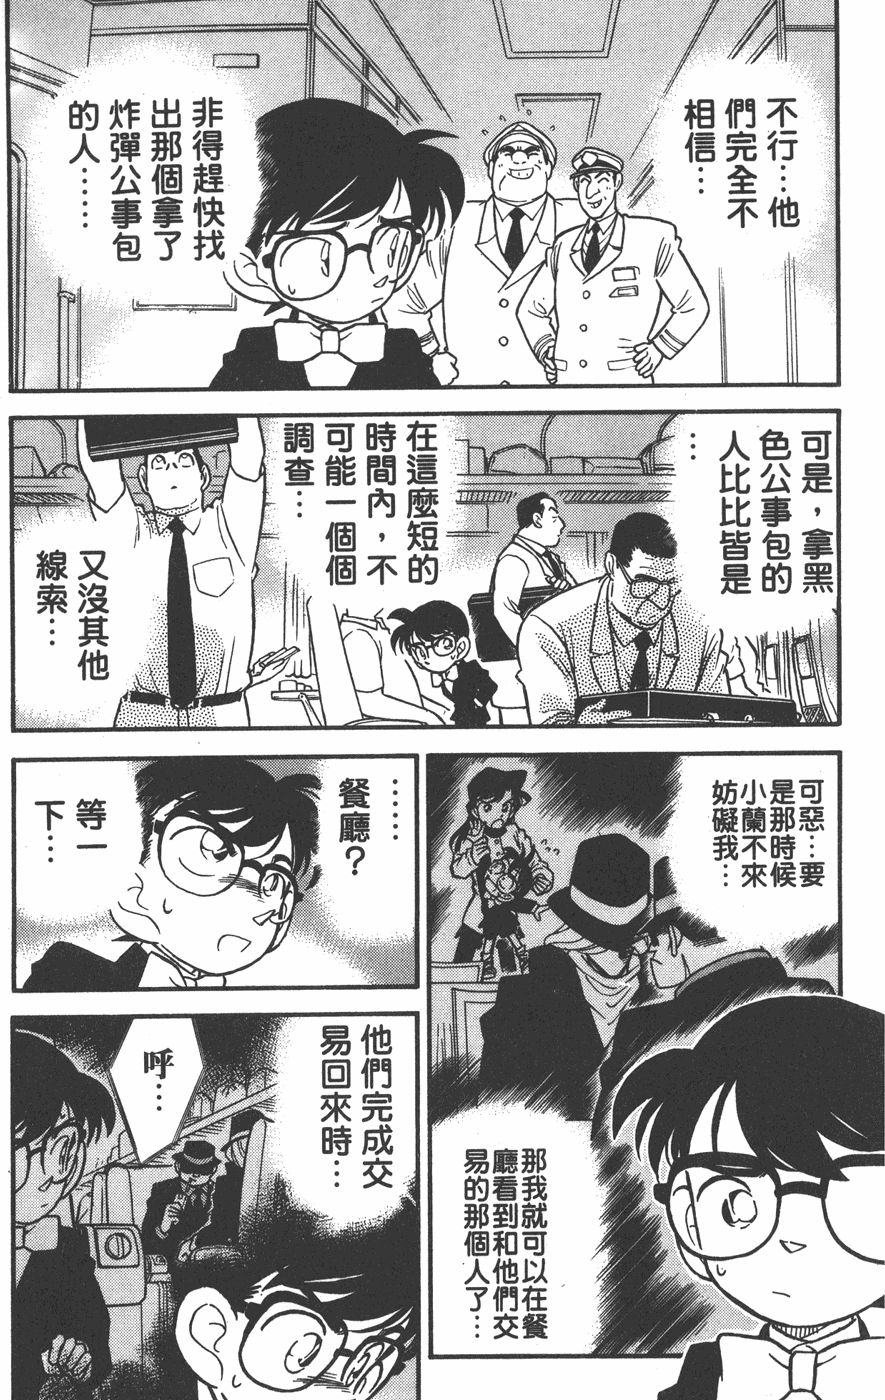 不行…他
們完全不
相信…
非得趕快找
出那個拿了
炸彈公事包
的人……
可是，拿黑
色公事包的
人比比皆是
…
在這麼短的
時間內，不
可能一個個
調查…
又沒其他
線索…
可惡…要
是那時候
小蘭不來
妨礙我…
那我就可以在餐
廳看到和他們交
易的那個人了…
……
餐廳？
等一
下…
他們完成交
易回來時…
呼…